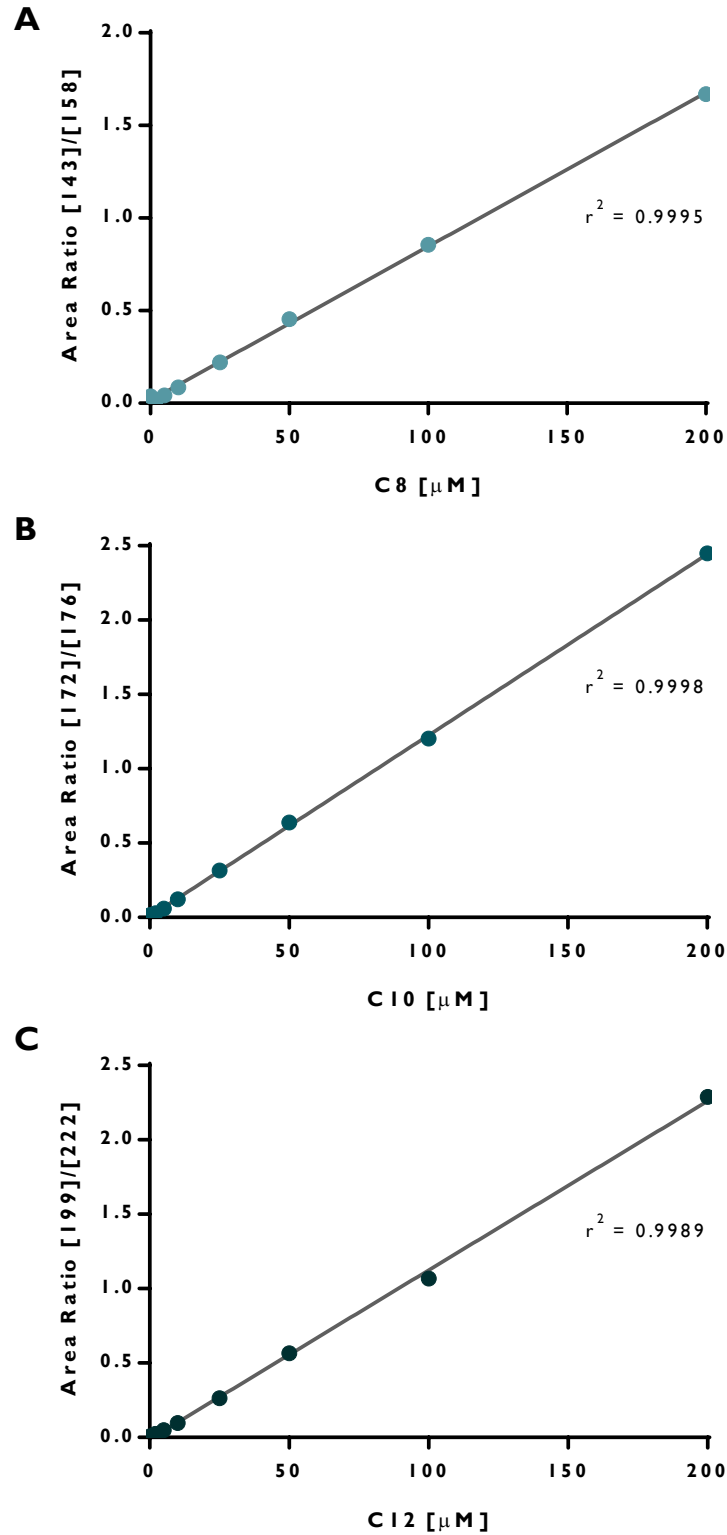 A
Area Ratio [143]/[158]
2.0
1.5
1.0
0.5
0.0
r² = 0.9995
0 50 100 150 200
C8 [μM]
B
Area Ratio [172]/[176]
2.5
2.0
1.5
1.0
0.5
0.0
r² = 0.9998
0 50 100 150 200
C10 [μM]
C
Area Ratio [199]/[222]
2.5
2.0
1.5
1.0
0.5
0.0
r² = 0.9989
0 50 100 150 200
C12 [μM]